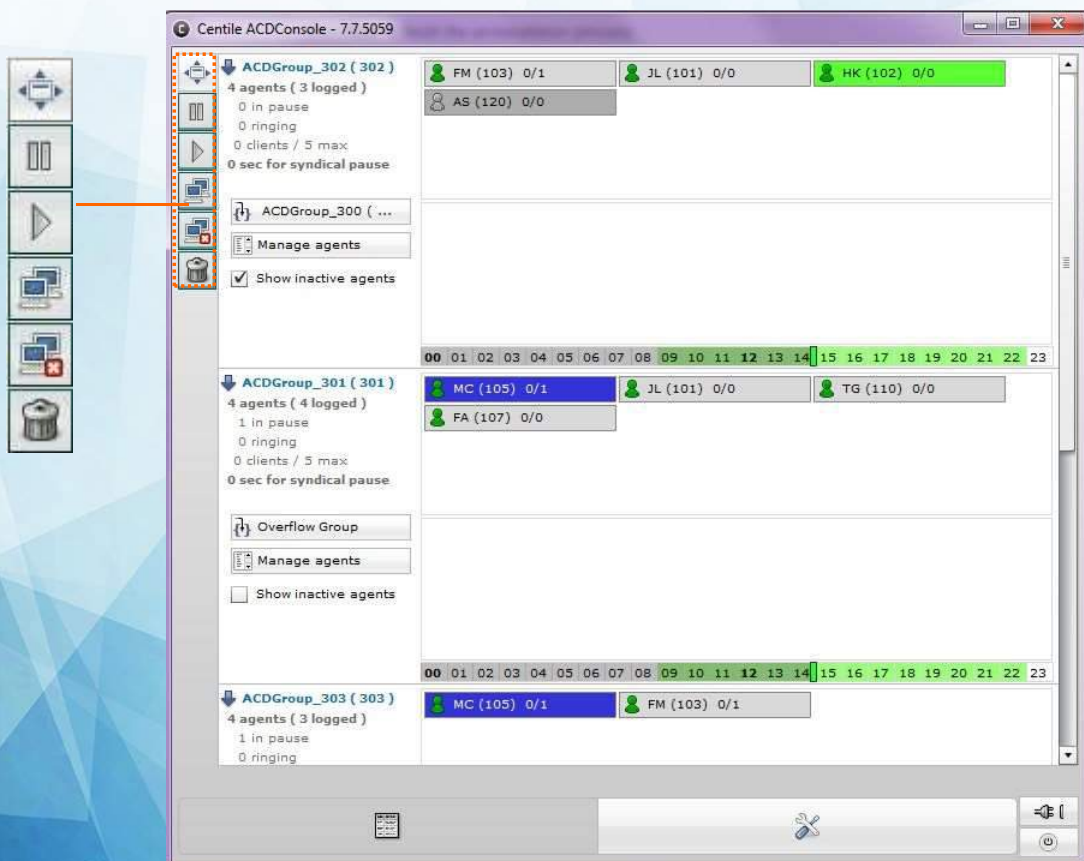 Centile ACDConsole - 7.7.5059
ACDGroup_302 ( 302 )
4 agents ( 3 logged )
0 in pause
0 ringing
0 clients / 5 max
0 sec for syndical pause
FM (103) 0/1
JL (101) 0/0
HK (102) 0/0
AS (120) 0/0
ACDGroup_300 ( ...
Manage agents
Show inactive agents
00 01 02 03 04 05 06 07 08 09 10 11 12 13 14 15 16 17 18 19 20 21 22 23
ACDGroup_301 ( 301 )
4 agents ( 4 logged )
1 in pause
0 ringing
0 clients / 5 max
0 sec for syndical pause
MC (105) 0/1
JL (101) 0/0
TG (110) 0/0
FA (107) 0/0
Overflow Group
Manage agents
Show inactive agents
00 01 02 03 04 05 06 07 08 09 10 11 12 13 14 15 16 17 18 19 20 21 22 23
ACDGroup_303 ( 303 )
4 agents ( 3 logged )
1 in pause
0 ringing
MC (105) 0/1
FM (103) 0/1